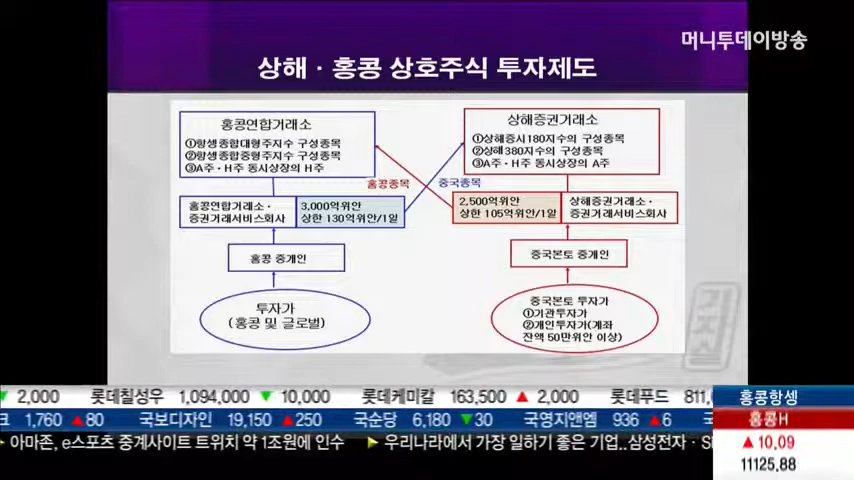 머니투데이방송
상해 · 홍콩 상호주식 투자제도
홍콩연합거래소
①항셍종합대형주지수 구성종목
②항셍종합중형주지수 구성종목
③A주 · H주 동시상장의 H주
상해증권거래소
①상해증시180지수의 구성종목
②상해380지수의 구성종목
③A주 · H주 동시상장의 A주
홍콩종목
중국종목
홍콩연합거래소 ·
증권거래서비스회사
3,000억위안
상한 130억위안/1일
2,500억위안
상한 105억위안/1일
상해증권거래소 ·
증권거래서비스회사
홍콩 중개인
중국본토 중개인
투자가
(홍콩 및 글로벌)
중국본토 투자가
①기관투자가
②개인투자가(계좌
잔액 50만위안 이상)
▼ 2,000 롯데칠성우 1,094,000 ▼ 10,000 롯데케미칼 163,500 ▲ 2,000 롯데푸드 811,
홍콩항셍
크 1,760 ▲80 국보디자인 19,150 ▲250 국순당 6,180 ▼30 국영지앤엠 936 ▲6
홍콩H
▲10.09
11125.88
아마존, e스포츠 중계사이트 트위치 약 1조원에 인수 ▶ 우리나라에서 가장 일하기 좋은 기업..삼성전자 ·